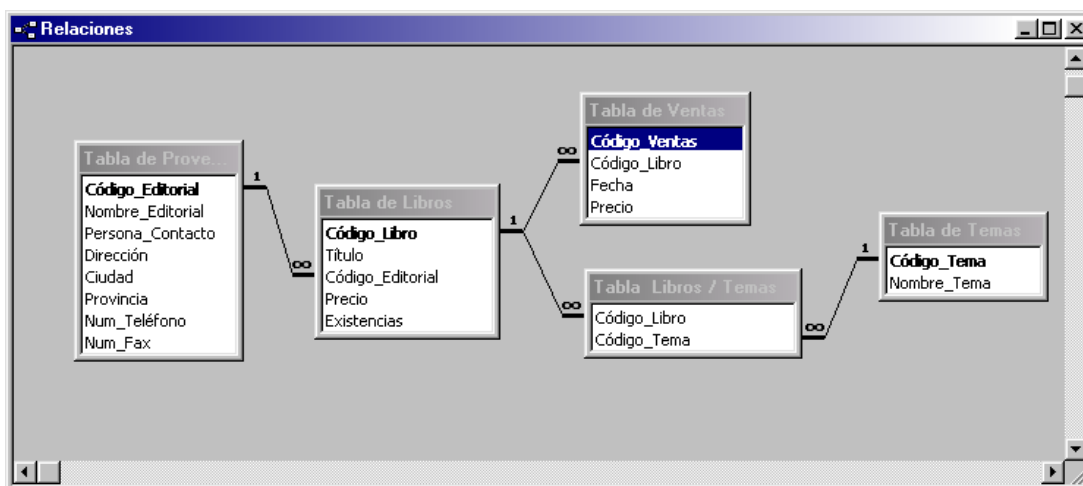 Relaciones
Tabla de Prove...
Código_Editorial
Nombre_Editorial
Persona_Contacto
Dirección
Ciudad
Provincia
Num_Teléfono
Num_Fax
1
∞
Tabla de Libros
Código_Libro
Título
Código_Editorial
Precio
Existencias
1
∞
∞
Tabla de Ventas
Código_Ventas
Código_Libro
Fecha
Precio
Tabla Libros / Temas
Código_Libro
Código_Tema
∞
1
Tabla de Temas
Código_Tema
Nombre_Tema